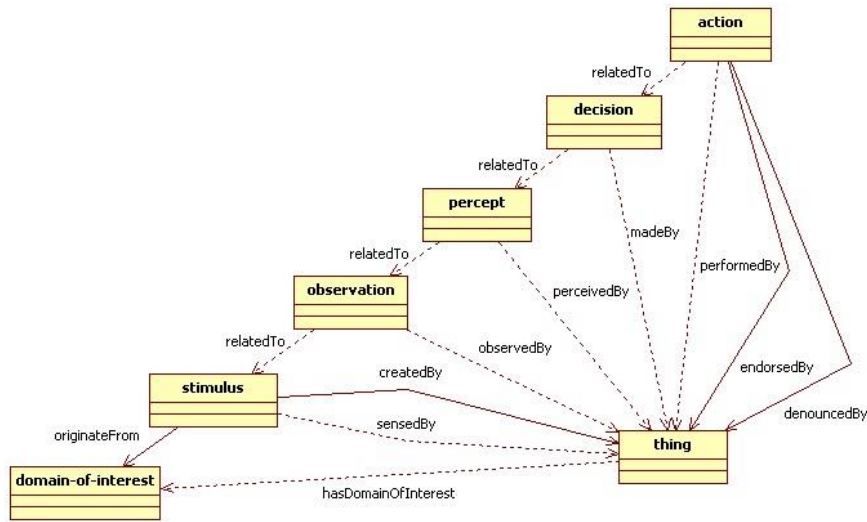 action
relatedTo
decision
relatedTo
percept
madeBy
relatedTo
performedBy
observation
perceivedBy
relatedTo
observedBy
createdBy
endorsedBy
stimulus
denouncedBy
sensedBy
originateFrom
thing
domain-of-interest
hasDomainOfInterest